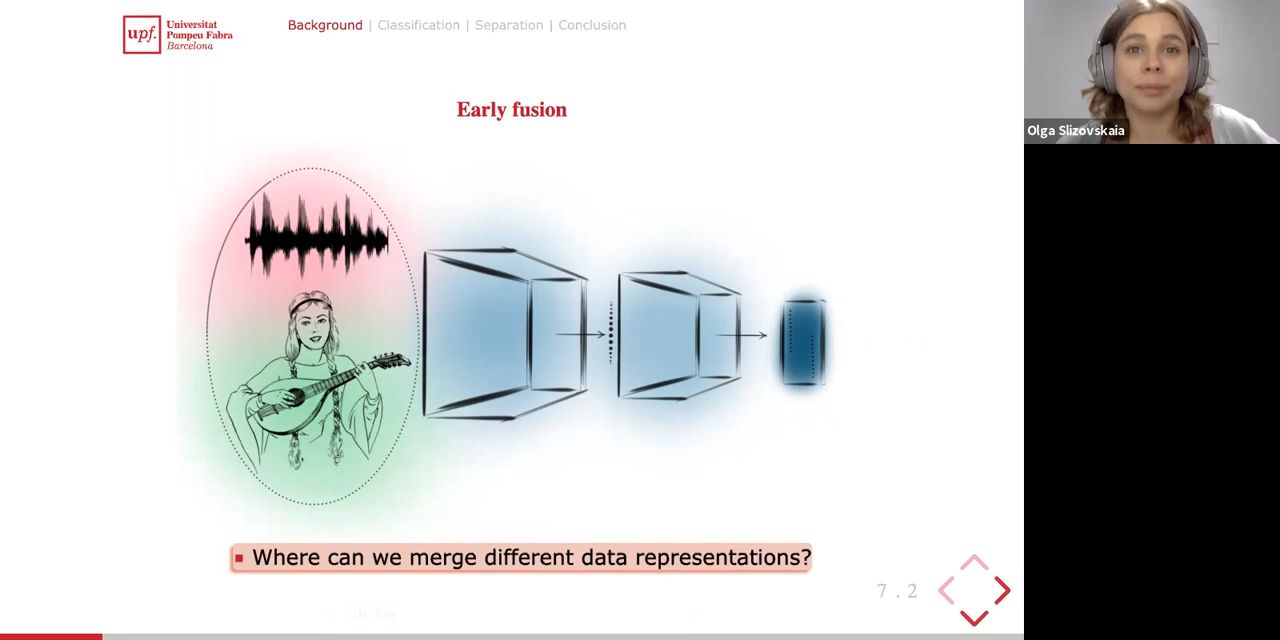 upf.
Universitat
Pompeu Fabra
Barcelona
Background | Classification | Separation | Conclusion
Early fusion
Where can we merge different data representations?
7.2
Olga Slizovskaia